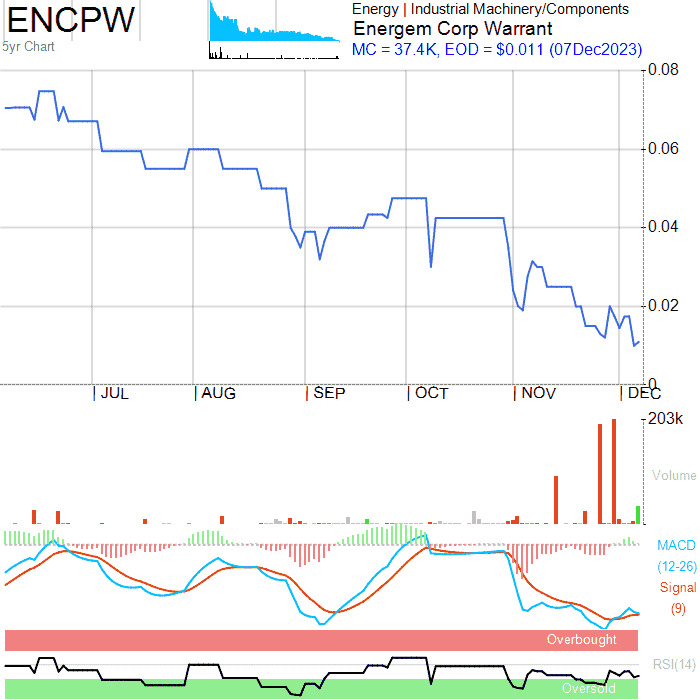 ENCPW
5yr Chart
Energy | Industrial Machinery/Components
Energem Corp Warrant
MC = 37.4K, EOD = $0.011 (07Dec2023)
0.08
0.06
0.04
0.02
0
JUL AUG SEP OCT NOV DEC
203k
Volume
MACD
(12-26)
Signal
(9)
Overbought
RSI(14)
Oversold